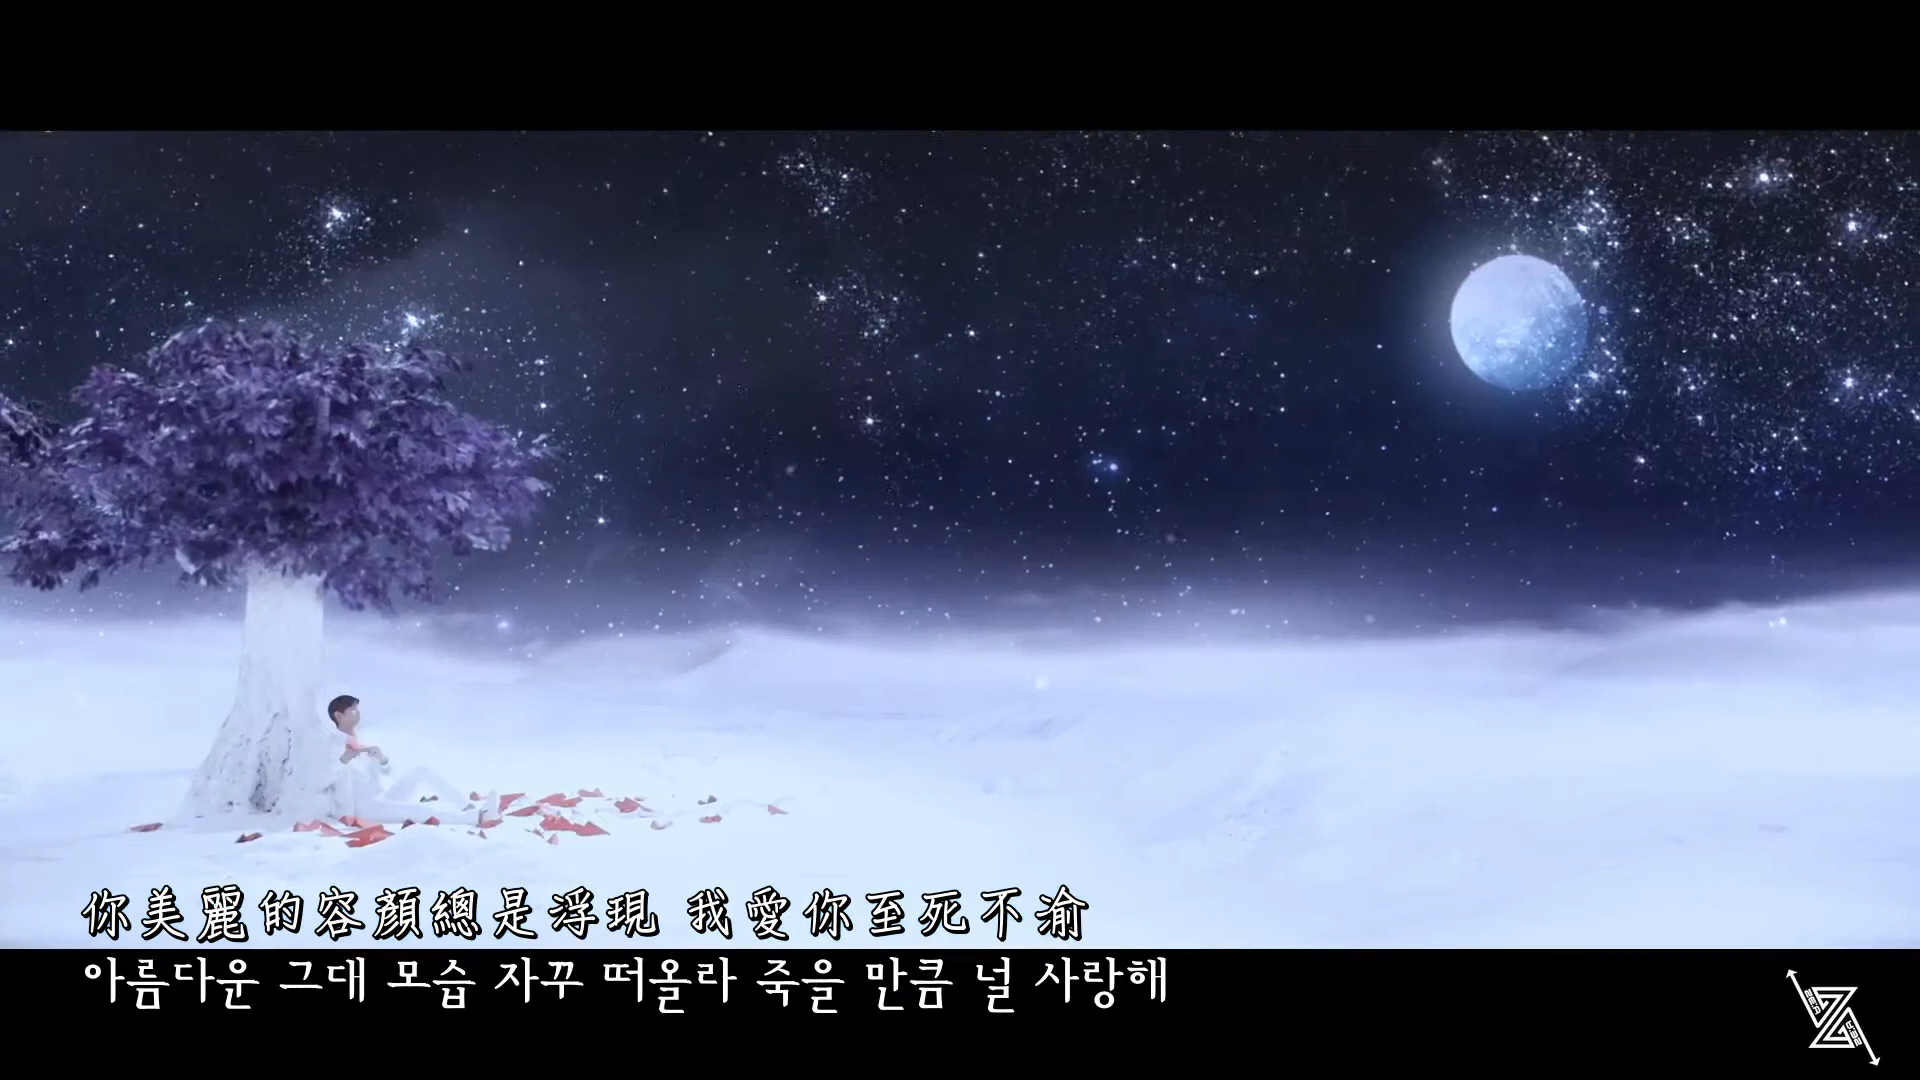 你美麗的容顏總是浮現 我愛你至死不渝
아름다운 그대 모습 자꾸 떠올라 죽을 만큼 널 사랑해